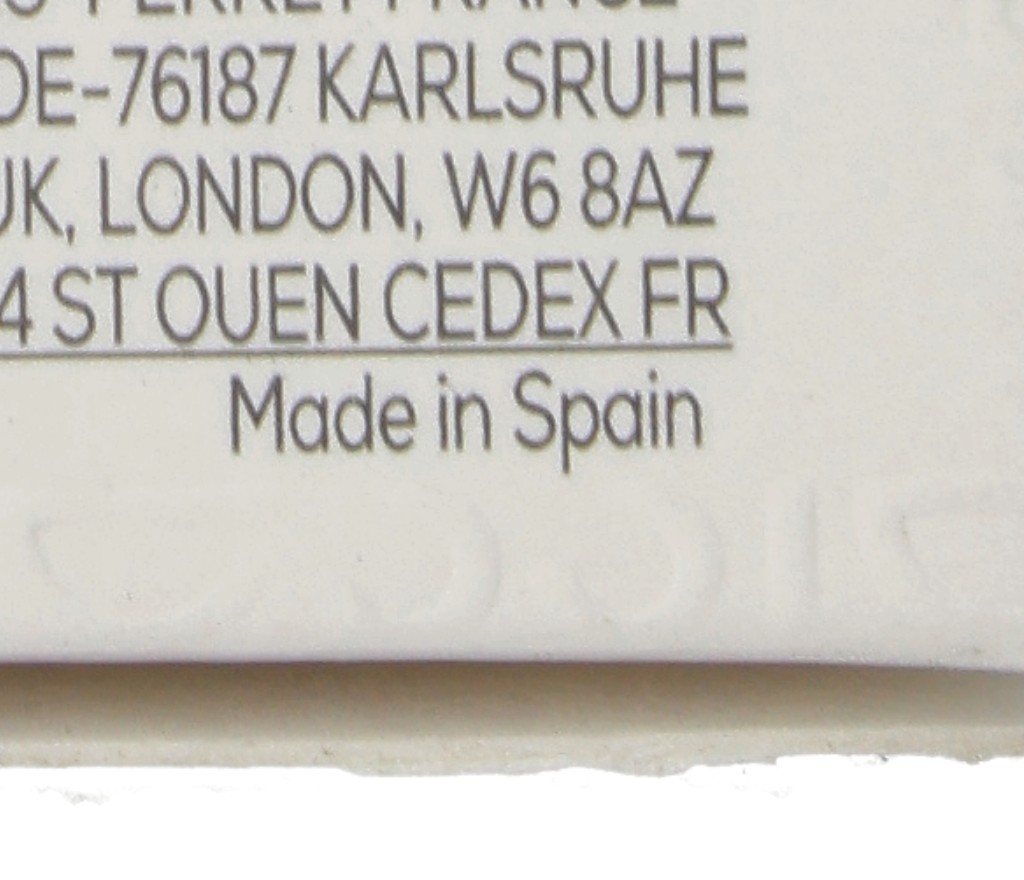 DE-76187 KARLSRUHE
UK, LONDON, W6 8AZ
4 ST OUEN CEDEX FR
Made in Spain